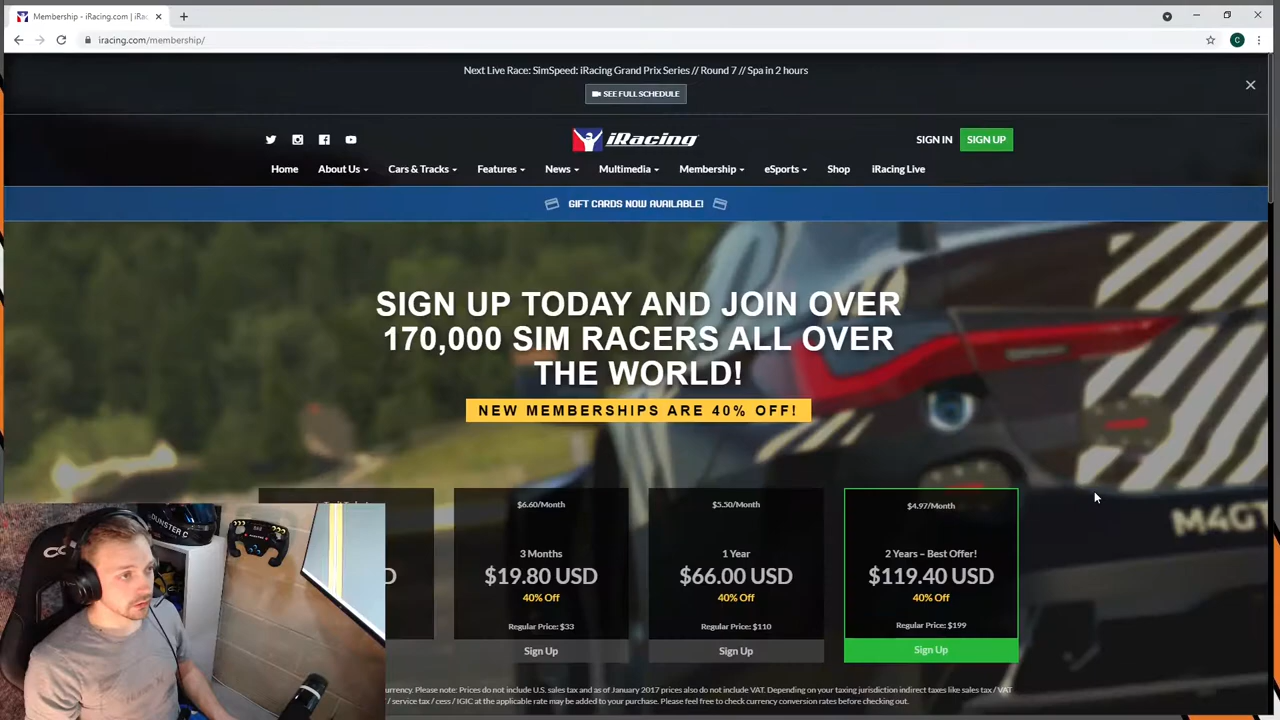 Membership - iRacing.com | iRac
iracing.com/membership/
C
Next Live Race: SimSpeed: iRacing Grand Prix Series // Round 7 // Spa in 2 hours
SEE FULL SCHEDULE
iRacing
SIGN IN SIGN UP
Home About Us Cars & Tracks Features News Multimedia Membership eSports Shop iRacing Live
GIFT CARDS NOW AVAILABLE!
SIGN UP TODAY AND JOIN OVER
170,000 SIM RACERS ALL OVER
THE WORLD!
NEW MEMBERSHIPS ARE 40% OFF!
$6.60/Month
3 Months
$19.80 USD
40% Off
Regular Price: $33
Sign Up
$5.50/Month
1 Year
$66.00 USD
40% Off
Regular Price: $110
Sign Up
$4.97/Month
2 Years – Best Offer!
$119.40 USD
40% Off
Regular Price: $199
Sign Up
M4GT
DUNSTER C
D
currency. Please note: Prices do not include U.S. sales tax and as of January 2017 prices also do not include VAT. Depending on your taxing jurisdiction indirect taxes like sales tax / VAT
/ service tax / cess / IGIC at the applicable rate may be added to your purchase. Please feel free to check currency conversion rates before checking out.